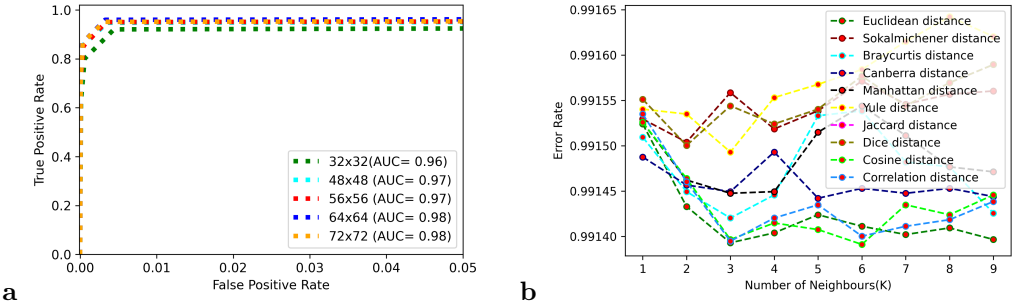 1.0
0.8
0.6
0.4
0.2
0.0
True Positive Rate
0.00 0.01 0.02 0.03 0.04 0.05
False Positive Rate
32x32(AUC= 0.96)
48x48 (AUC= 0.97)
56x56 (AUC= 0.97)
64x64 (AUC= 0.98)
72x72 (AUC= 0.98)
a
0.99165
0.99160
0.99155
0.99150
0.99145
0.99140
Error Rate
1 2 3 4 5 6 7 8 9
Number of Neighbours(K)
Euclidean distance
Sokalmichener distance
Braycurtis distance
Canberra distance
Manhattan distance
Yule distance
Jaccard distance
Dice distance
Cosine distance
Correlation distance
b